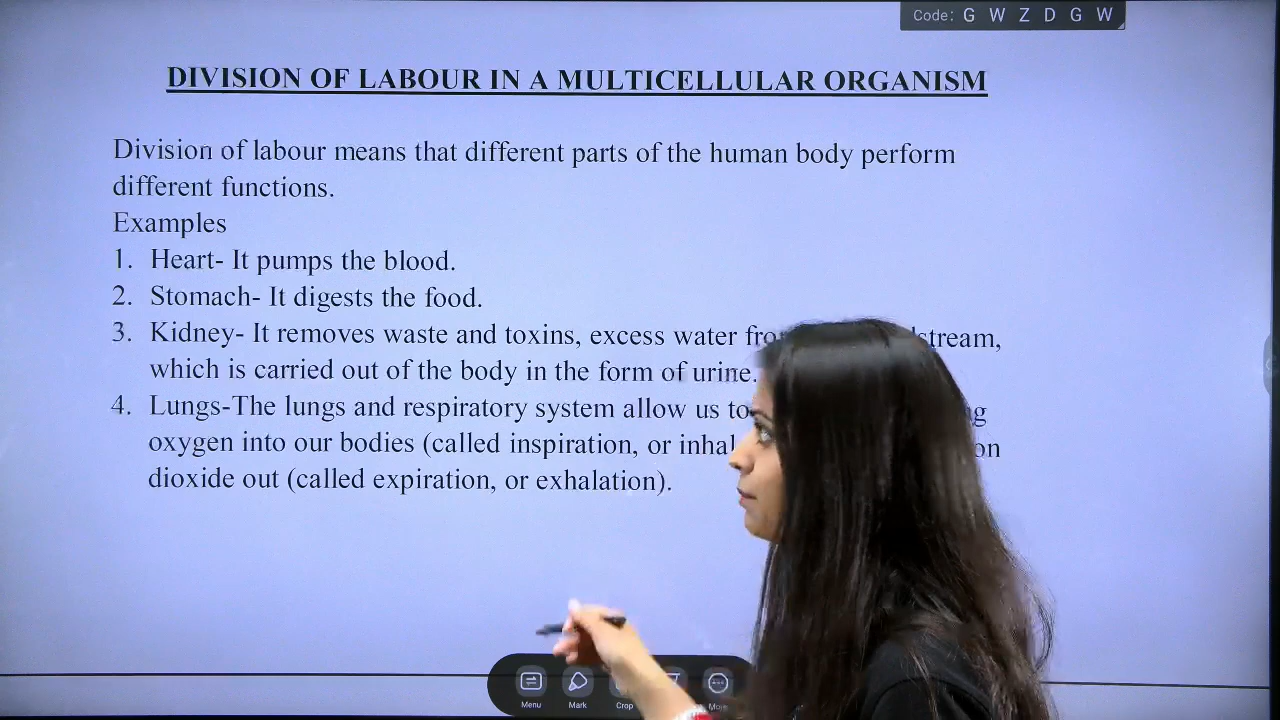 Code: G W Z D G W
DIVISION OF LABOUR IN A MULTICELLULAR ORGANISM
Division of labour means that different parts of the human body perform
different functions.
Examples
1. Heart- It pumps the blood.
2. Stomach- It digests the food.
3. Kidney- It removes waste and toxins, excess water
which is carried out of the body in the form of urine.
4. Lungs-The lungs and respiratory system allow us to
oxygen into our bodies (called inspiration, or
dioxide out (called expiration, or exhalation).
Menu Mark Crop More